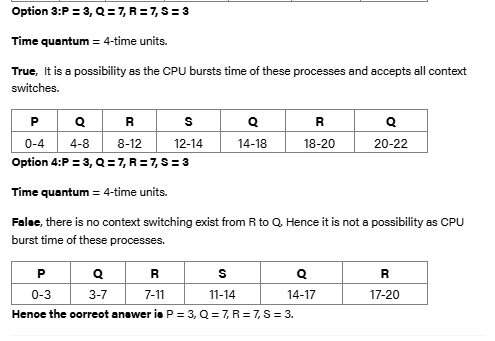 Option 3:P = 3, Q = 7, R = 7, S = 3
Time quantum = 4-time units.
True, It is a possibility as the CPU bursts time of these processes and accepts all context
switches.
P Q R S Q R Q
0-4 4-8 8-12 12-14 14-18 18-20 20-22
Option 4:P = 3, Q = 7, R = 7, S = 3
Time quantum = 4-time units.
False, there is no context switching exist from R to Q. Hence it is not a possibility as CPU
burst time of these processes.
P Q R S Q R
0-3 3-7 7-11 11-14 14-17 17-20
Hence the correct answer is P = 3, Q = 7, R = 7, S = 3.